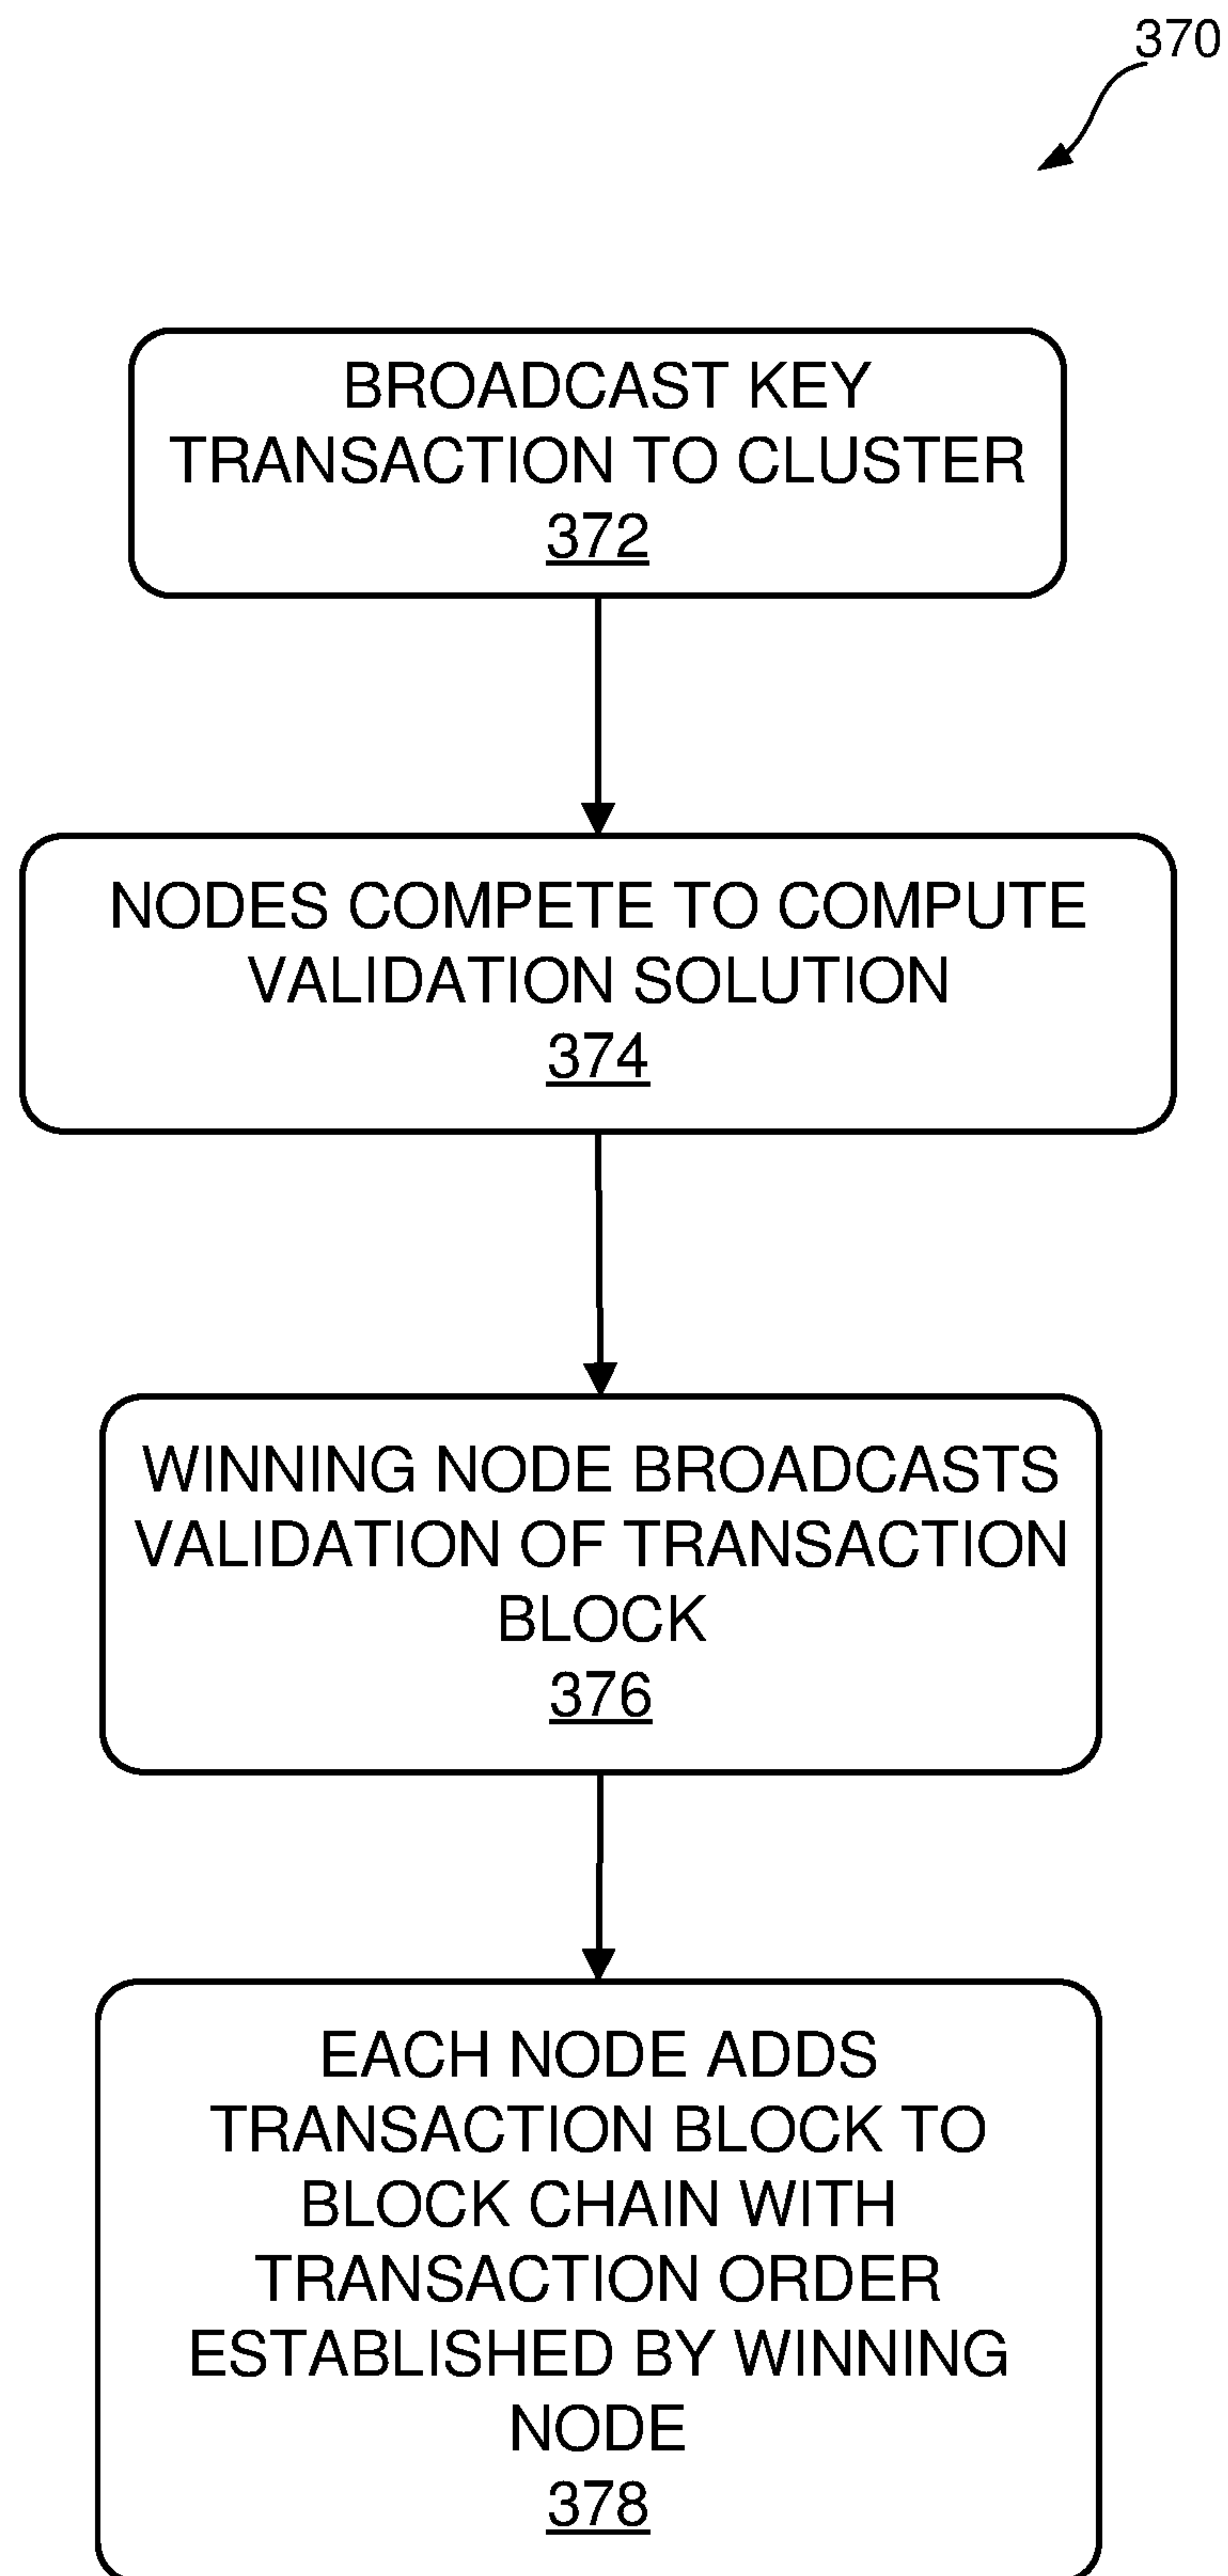 370
BROADCAST KEY
TRANSACTION TO CLUSTER
372
NODES COMPETE TO COMPUTE
VALIDATION SOLUTION
374
WINNING NODE BROADCASTS
VALIDATION OF TRANSACTION
BLOCK
376
EACH NODE ADDS
TRANSACTION BLOCK TO
BLOCK CHAIN WITH
TRANSACTION ORDER
ESTABLISHED BY WINNING
NODE
378